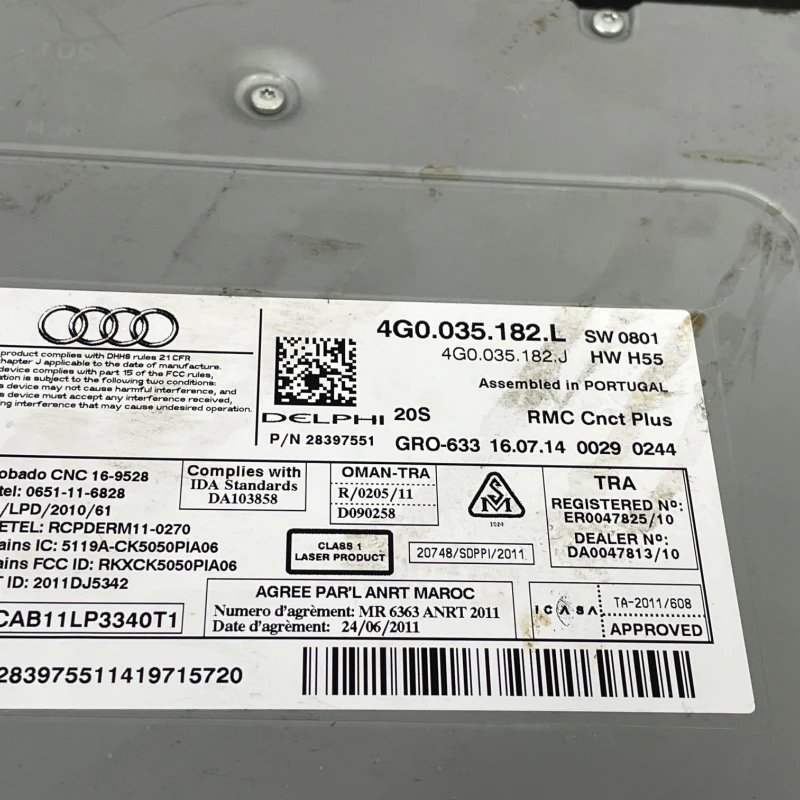 4G0.035.182.L SW 0801
4G0.035.182.J HW H55
Assembled in PORTUGAL
product complies with DHHS rules 21 CFR
hapter J applicable to the date of manufacture.
device complies with part 15 of the FCC rules,
ation is subject to the following two conditions:
s device may not cause harmful interference, and
s device must accept any interference received,
ng interference that may cause undesired operation.
DELPHI 20S RMC Cnct Plus
P/N 28397551 GRO-633 16.07.14 0029 0244
obado CNC 16-9528
tel: 0651-11-6828
/LPD/2010/61
ETEL: RCPDERM11-0270
ains IC: 5119A-CK5050PIA06
ains FCC ID: RKXCK5050PIA06
T ID: 2011DJ5342
CAB11LP3340T1
Complies with
IDA Standards
DA103858
OMAN-TRA
R/0205/11
D090258
CLASS 1
LASER PRODUCT
SM
1024
20748/SDPPI/2011
TRA
REGISTERED No:
ER0047825/10
DEALER No:
DA0047813/10
AGREE PAR'L ANRT MAROC
Numero d'agrèment: MR 6363 ANRT 2011
Date d'agrément: 24/06/2011
ICASA TA-2011/608
APPROVED
283975511419715720